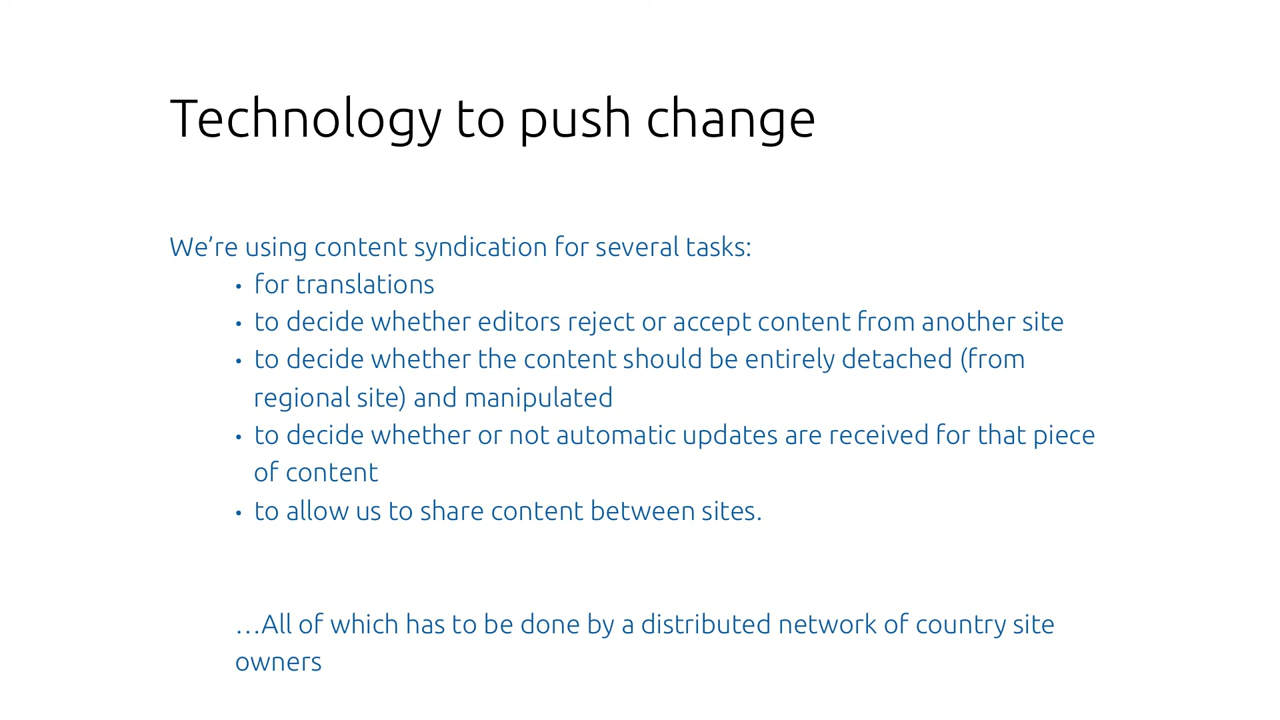 Technology to push change
We’re using content syndication for several tasks:
• for translations
• to decide whether editors reject or accept content from another site
• to decide whether the content should be entirely detached (from
regional site) and manipulated
• to decide whether or not automatic updates are received for that piece
of content
• to allow us to share content between sites.
…All of which has to be done by a distributed network of country site
owners